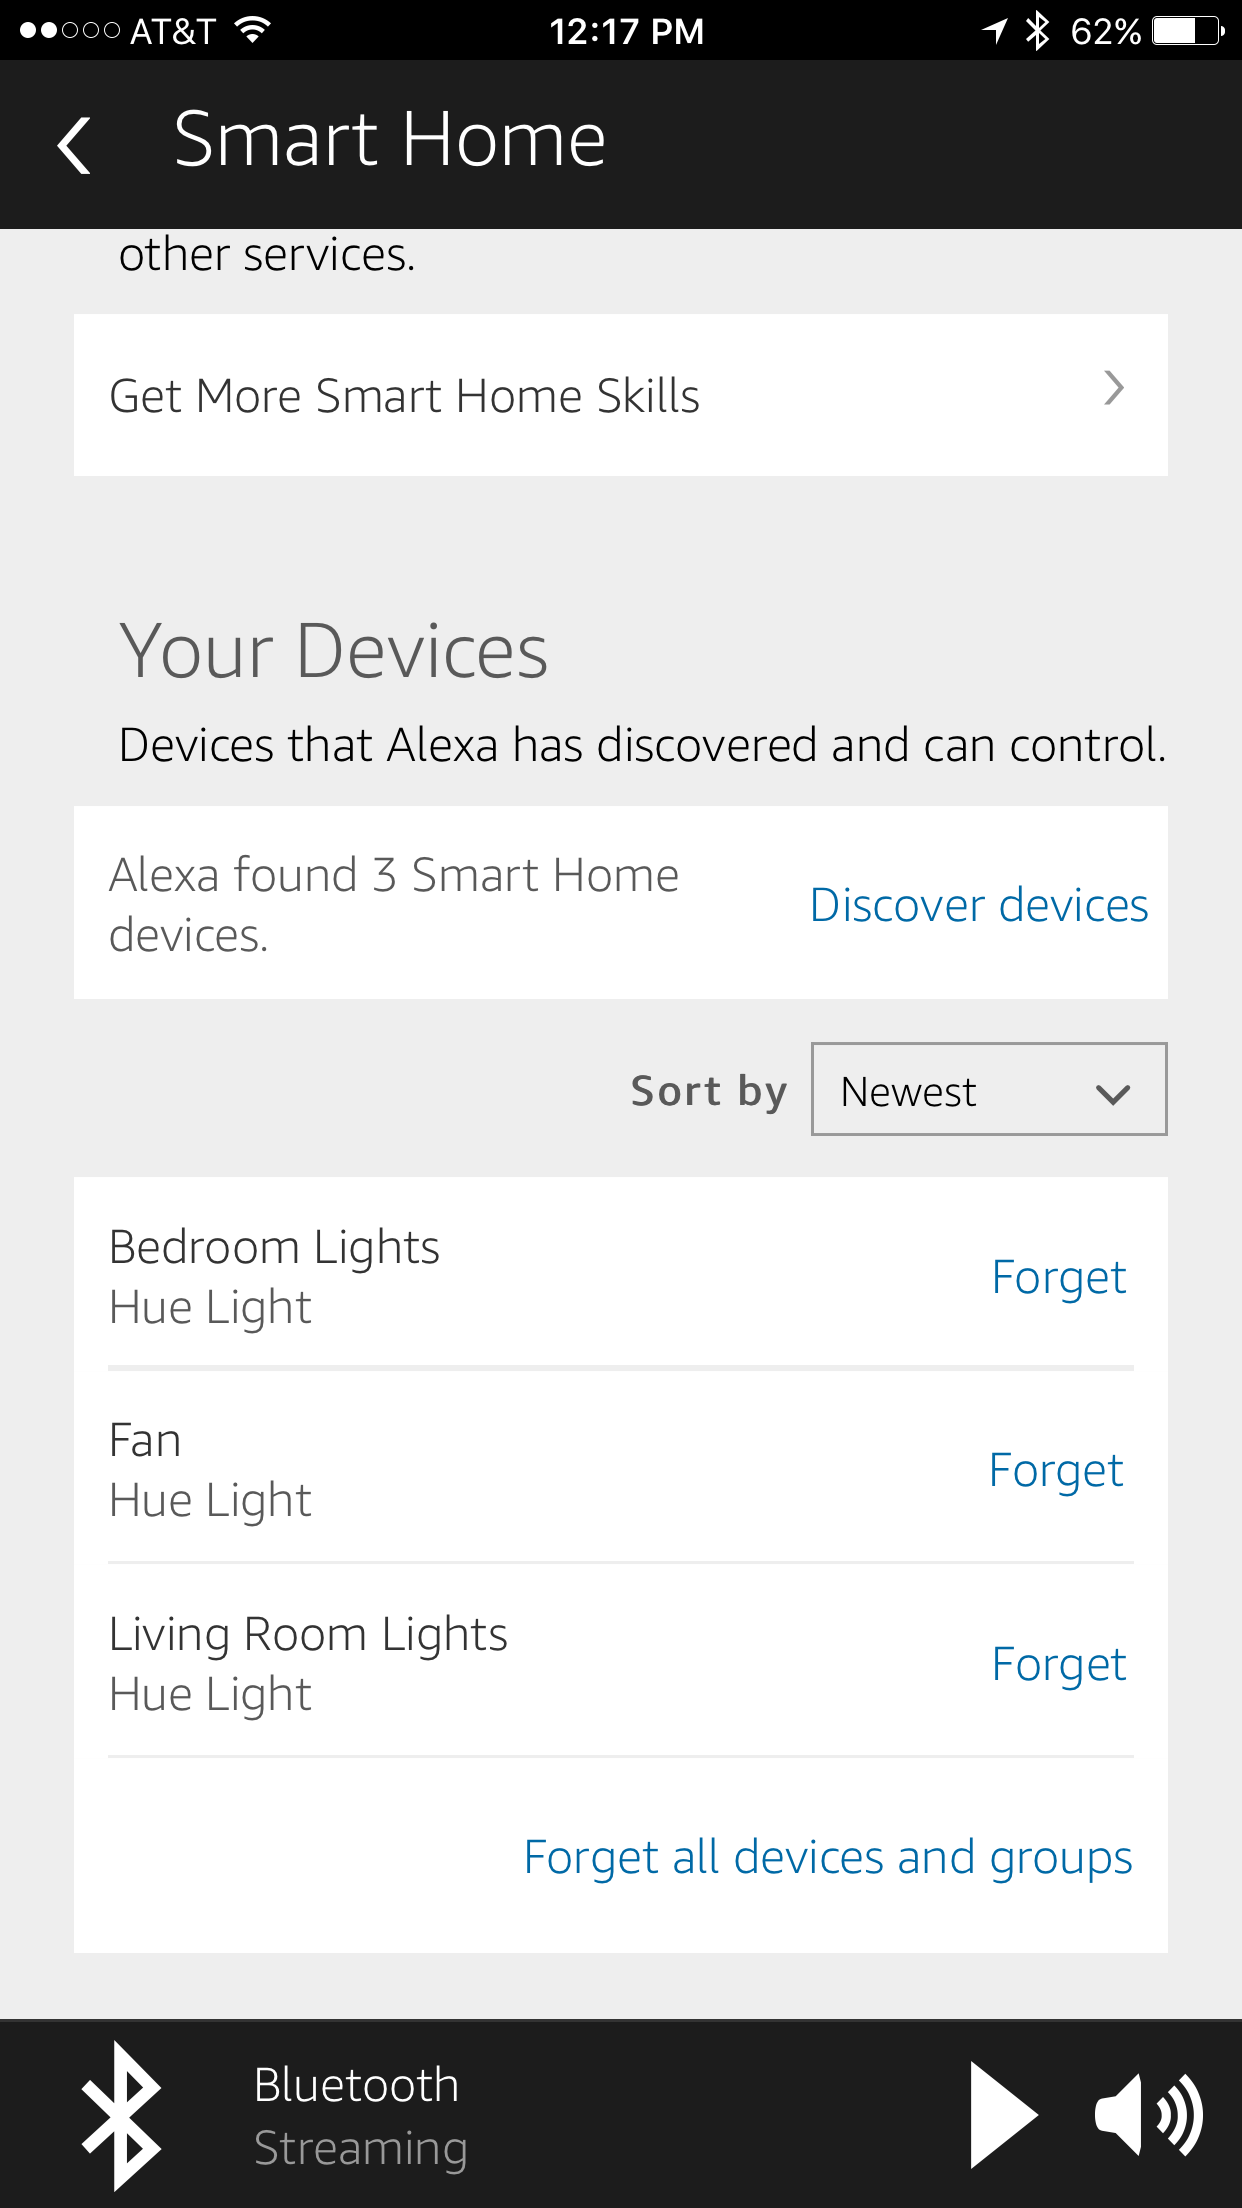 AT&T 12:17 PM 62%
Smart Home
other services.
Get More Smart Home Skills
Your Devices
Devices that Alexa has discovered and can control.
Alexa found 3 Smart Home
devices.
Discover devices
Sort by Newest
Bedroom Lights
Hue Light
Forget
Fan
Hue Light
Forget
Living Room Lights
Hue Light
Forget
Forget all devices and groups
Bluetooth
Streaming